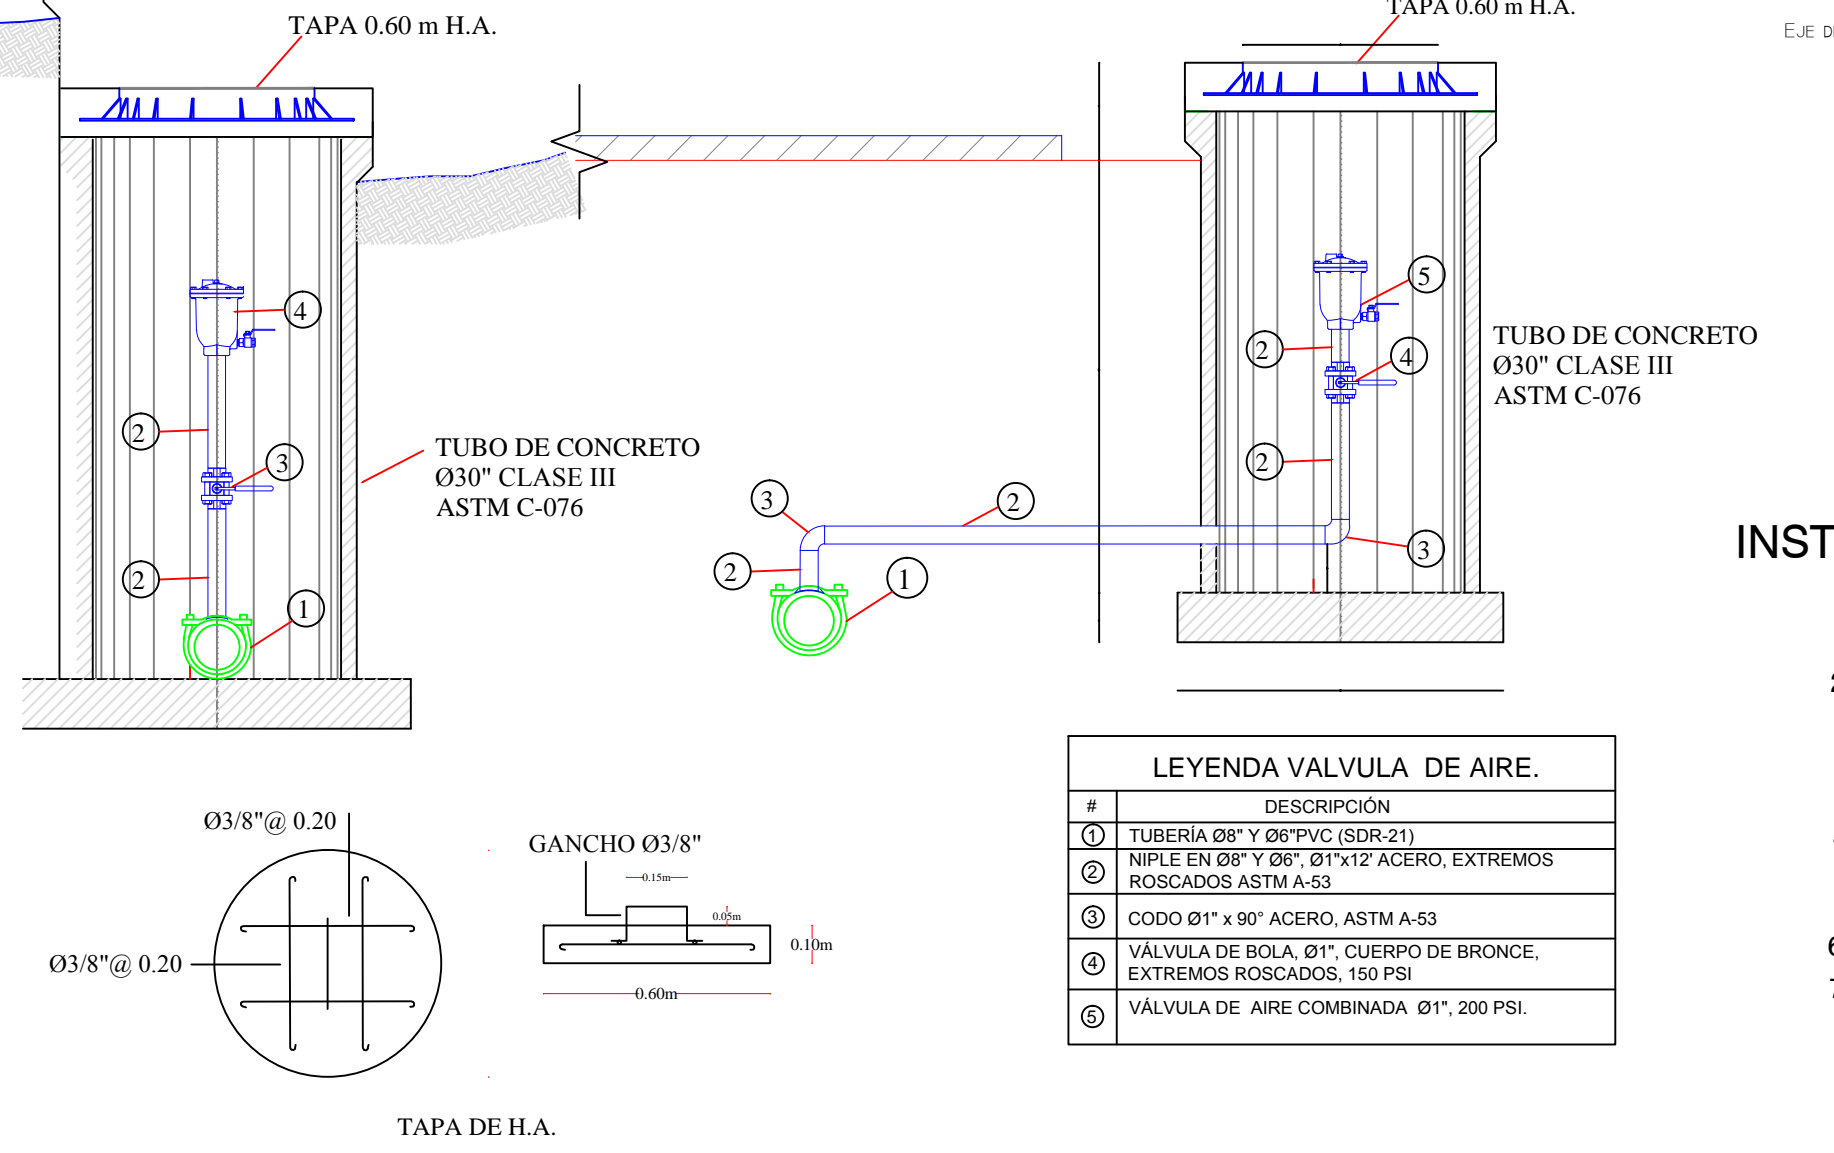 TAPA 0.60 m H.A.
TAPA 0.60 m H.A.
EJE D
4
2
3
2
1
TUBO DE CONCRETO
Ø30" CLASE III
ASTM C-076
5
2
4
2
3
2
3
2
1
TUBO DE CONCRETO
Ø30" CLASE III
ASTM C-076
INST
LEYENDA VALVULA DE AIRE.
# DESCRIPCIÓN
1 TUBERÍA Ø8" Y Ø6"PVC (SDR-21)
2 NIPLE EN Ø8" Y Ø6", Ø1"x12' ACERO, EXTREMOS
ROSCADOS ASTM A-53
3 CODO Ø1" x 90° ACERO, ASTM A-53
4 VÁLVULA DE BOLA, Ø1", CUERPO DE BRONCE,
EXTREMOS ROSCADOS, 150 PSI
5 VÁLVULA DE AIRE COMBINADA Ø1", 200 PSI.
Ø3/8"@ 0.20
Ø3/8"@ 0.20
GANCHO Ø3/8"
0.15m
0.05m
0.10m
0.60m
TAPA DE H.A.